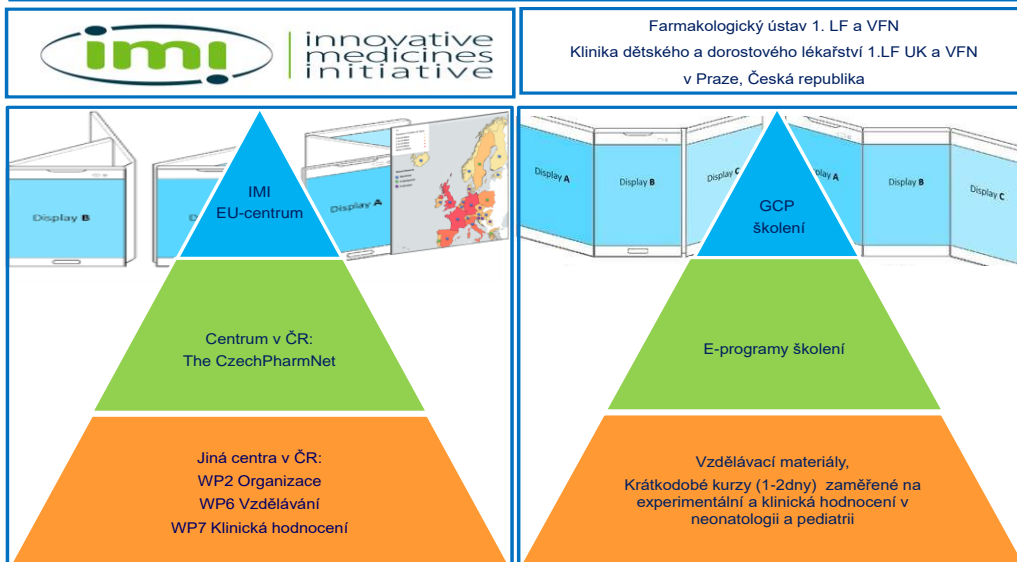 imi
innovative
medicines
initiative
Farmakologický ústav 1. LF a VFN
Klinika dětského a dorostového lékařství 1.LF UK a VFN
v Praze, Česká republika
Display B
Display A
IMI
EU-centrum
Centrum v ČR:
The CzechPharmNet
Jiná centra v ČR:
WP2 Organizace
WP6 Vzdělávání
WP7 Klinická hodnocení
Display A
Display B
Display
Display B
Display C
GCP
školení
E-programy školení
Vzdělávací materiály,
Krátkodobé kurzy (1-2dny) zaměřené na
experimentální a klinická hodnocení v
neonatologii a pediatrii